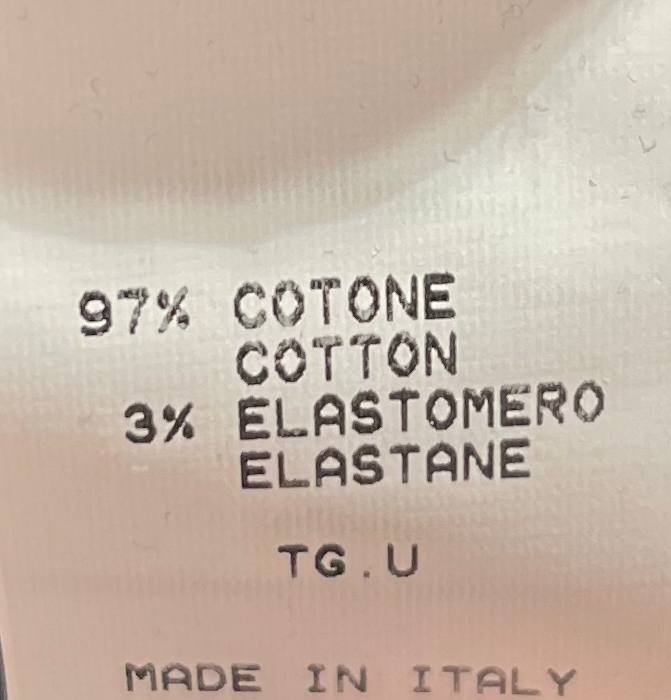 97% COTONE
COTTON
3% ELASTOMERO
ELASTANE
TG.U
MADE IN ITALY